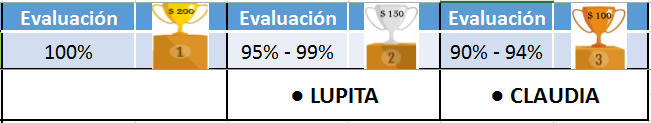 Evaluación $ 200 Evaluación $ 150 Evaluación $ 100
100% 1 95% - 99% 2 90% - 94% 3
• LUPITA • CLAUDIA